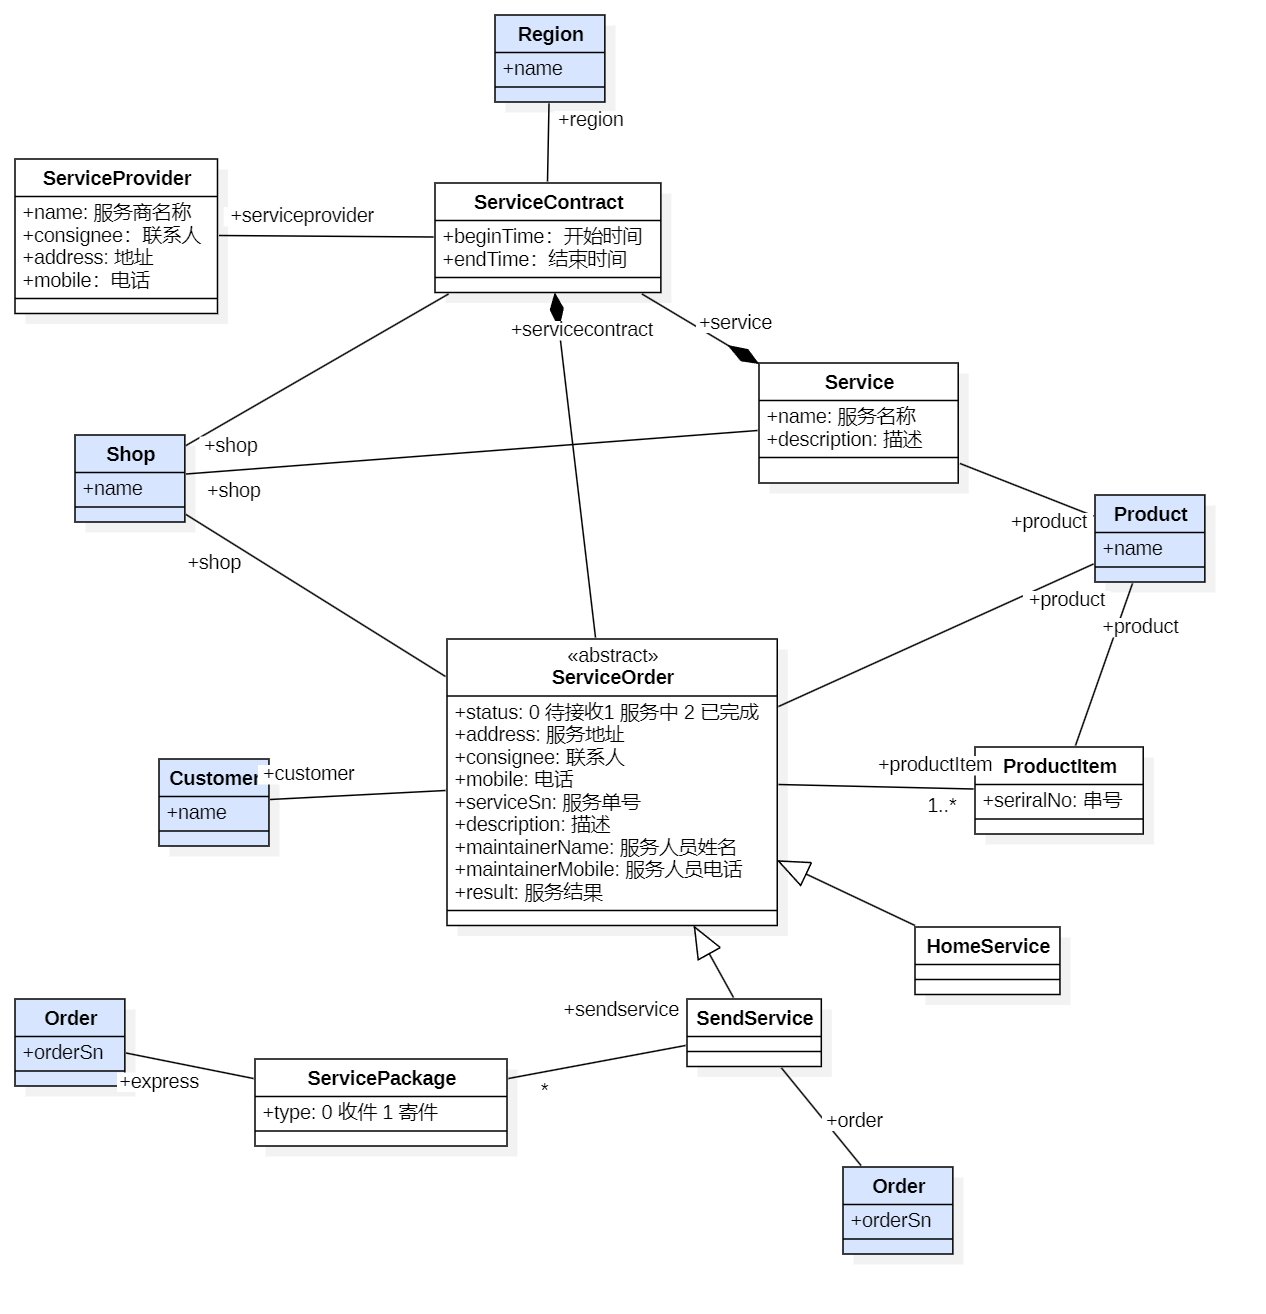 Region
+name
+region
ServiceProvider
+name: 服务商名称
+consignee：联系人
+address: 地址
+mobile：电话
+serviceprovider
ServiceContract
+beginTime：开始时间
+endTime：结束时间
+servicecontract
+service
Service
+name: 服务名称
+description: 描述
Shop
+name
+shop
+shop
+shop
Product
+name
+product
+product
+product
«abstract»
ServiceOrder
+status: 0 待接收1 服务中 2 已完成
+address: 服务地址
+consignee: 联系人
+mobile: 电话
+serviceSn: 服务单号
+description: 描述
+maintainerName: 服务人员姓名
+maintainerMobile: 服务人员电话
+result: 服务结果
Customer
+name
+customer
+productItem
1..*
ProductItem
+seriralNo: 串号
HomeService
+sendservice
SendService
Order
+orderSn
+express
ServicePackage
+type: 0 收件 1 寄件
*
+order
Order
+orderSn